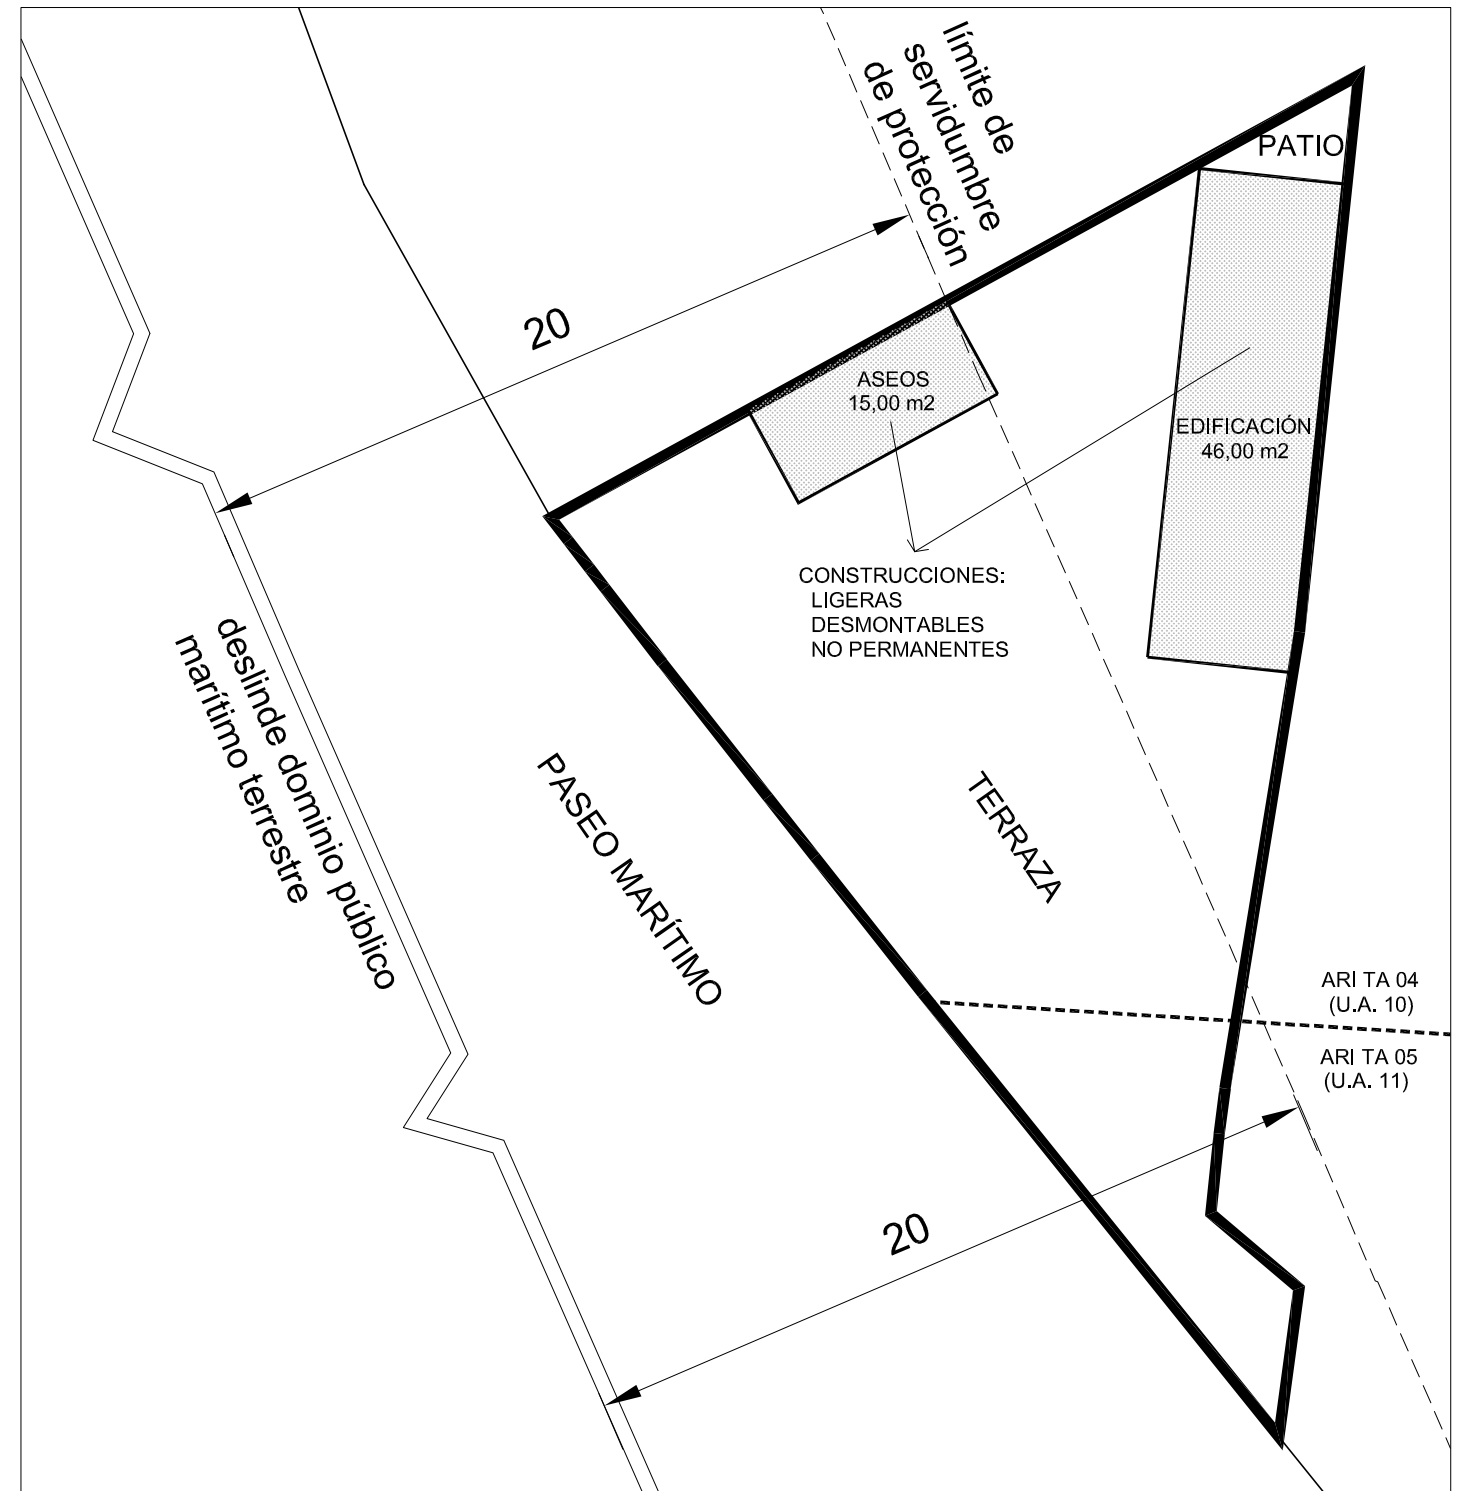 límite de
servidumbre
de protección
PATIO
20
ASEOS
15,00 m2
EDIFICACIÓN
46,00 m2
CONSTRUCCIONES:
LIGERAS
DESMONTABLES
NO PERMANENTES
deslinde dominio público
marítimo terrestre
PASEO MARÍTIMO
TERRAZA
ARI TA 04
(U.A. 10)
ARI TA 05
(U.A. 11)
20